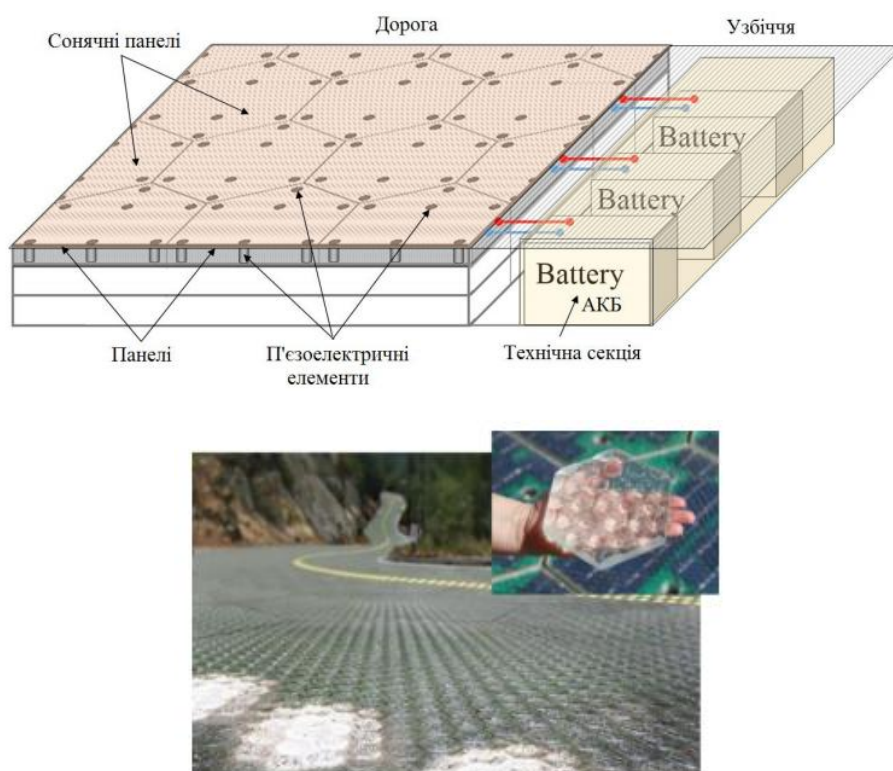 Дорога
Узбіччя
Сонячні панелі
Battery
Battery
Battery
АКБ
Панелі
П'єзоелектричні
елементи
Технічна секція